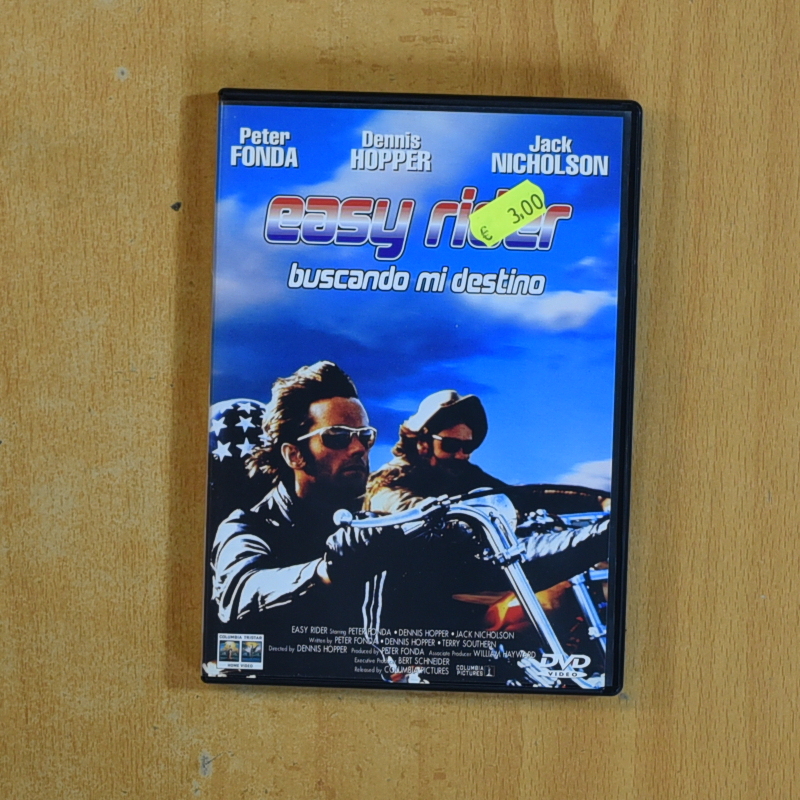 Peter FONDA
Dennis HOPPER
Jack NICHOLSON
easy rider
€ 3,00
buscando mi destino
EASY RIDER Starring PETER FONDA • DENNIS HOPPER • JACK NICHOLSON
Written by PETER FONDA • DENNIS HOPPER • TERRY SOUTHERN
Directed by DENNIS HOPPER Produced by PETER FONDA Associate Producer WILLIAM HAYWARD
Executive Producer BERT SCHNEIDER
Released by COLUMBIA PICTURES
COLUMBIA PICTURES
COLUMBIA TRISTAR
HOME VIDEO
DVD
VIDEO